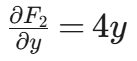 ∂F₂/∂y = 4y